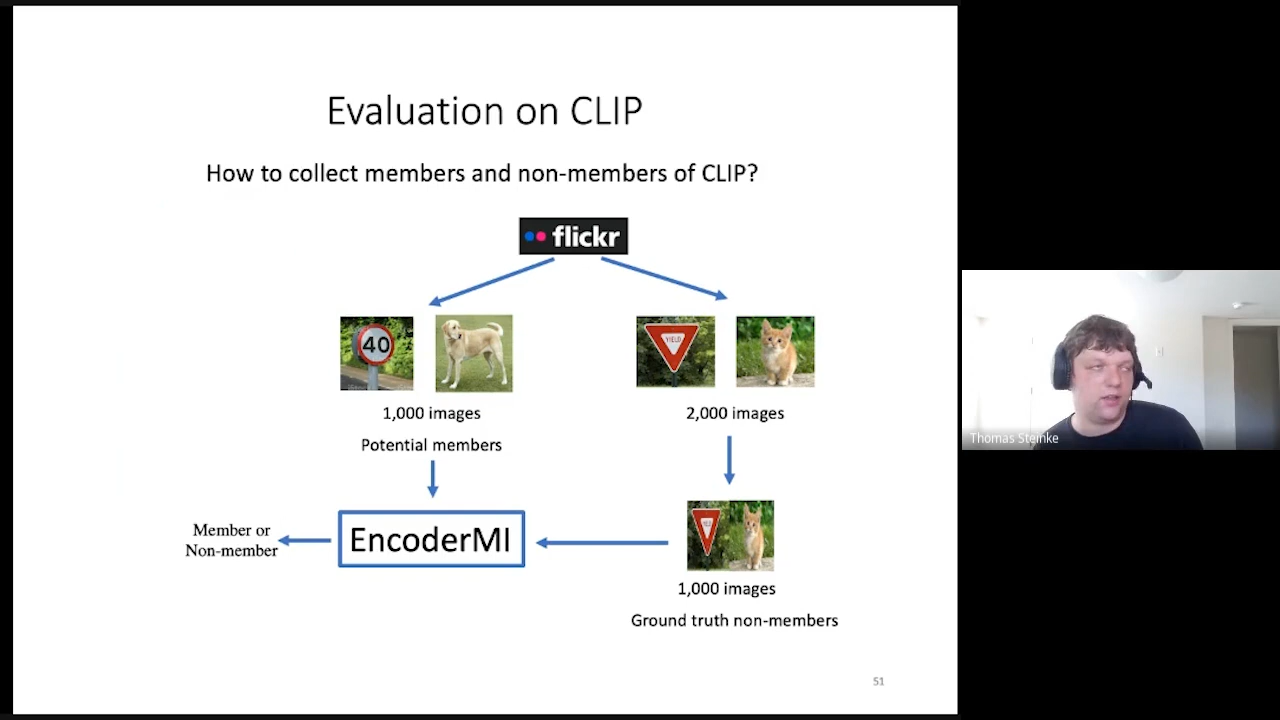 Evaluation on CLIP
How to collect members and non-members of CLIP?
flickr
40
YIELD
1,000 images
2,000 images
Potential members
Member or
Non-member
EncoderMI
1,000 images
Ground truth non-members
51
Thomas Steinke